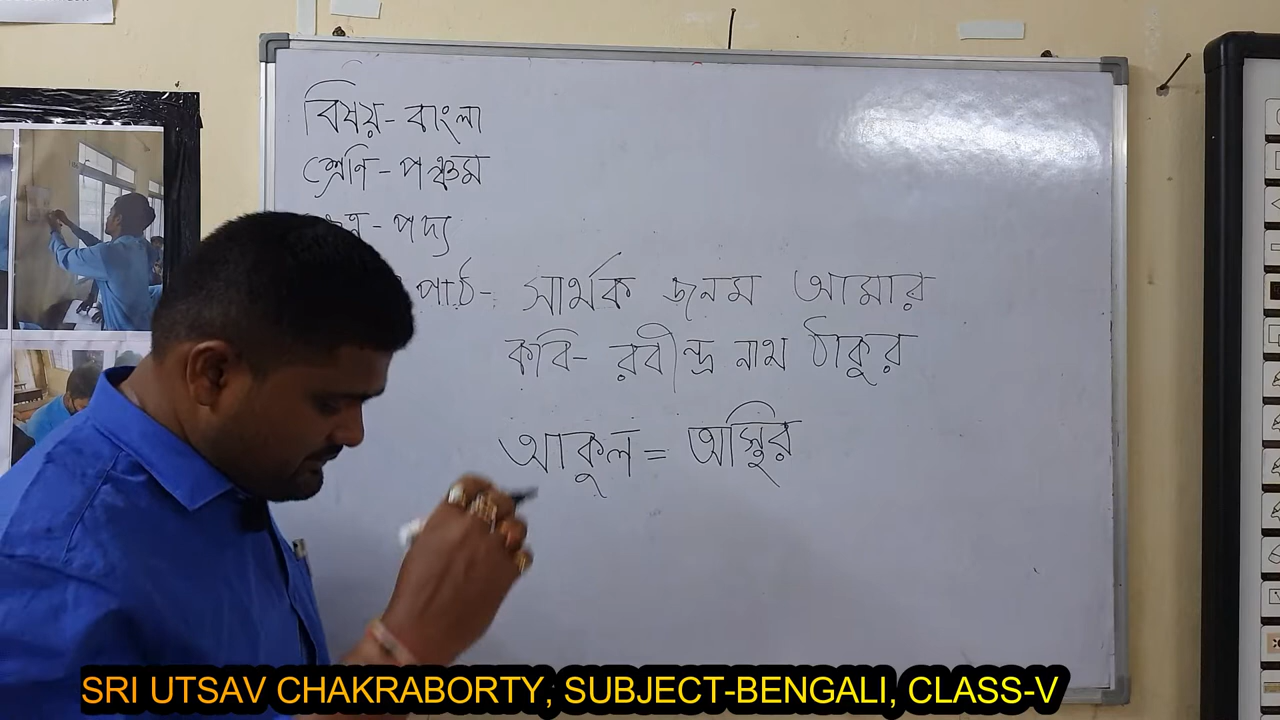 বিষয়- বাংলা
শ্রেণি - পঞ্চম
- পদ্য
পাঠ- সার্থক জনম আমার
কবি- রবীন্দ্র নাথ ঠাকুর
আকুল = অস্থির
SRI UTSAV CHAKRABORTY, SUBJECT-BENGALI, CLASS-V